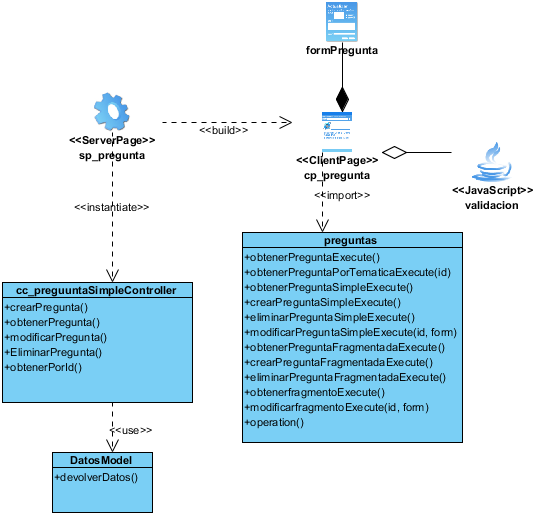 formPregunta
<<ServerPage>>
sp_pregunta
<<build>>
<<ClientPage>>
cp_pregunta
<<JavaScript>>
validacion
<<instantiate>>
<<import>>
preguntas
+obtenerPreguntaExecute()
+obtenerPreguntaPorTematicaExecute(id)
+obtenerPreguntaSimpleExecute()
+crearPreguntaSimpleExecute()
+eliminarPreguntaSimpleExecute()
+modificarPreguntaSimpleExecute(id, form)
+obtenerPreguntaFragmentadaExecute()
+crearPreguntaFragmentadaExecute()
+eliminarPreguntaFragmentadaExecute()
+obtenerfragmentoExecute()
+modificarfragmentoExecute(id, form)
+operation()
cc_preguuntaSimpleController
+crearPregunta()
+obtenerPregunta()
+modificarPregunta()
+EliminarPregunta()
+obtenerPorId()
<<use>>
DatosModel
+devolverDatos()